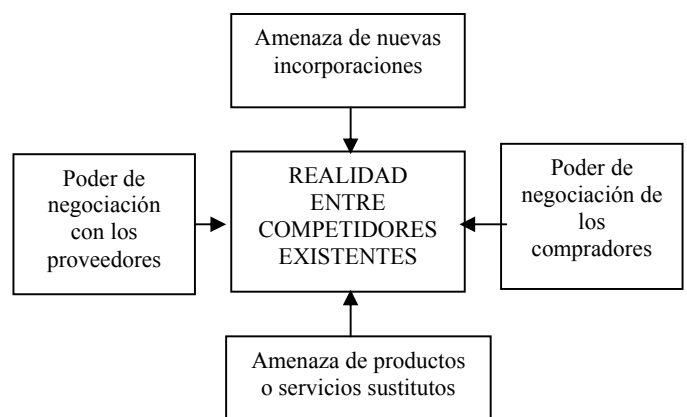 Amenaza de nuevas
incorporaciones
Poder de
negociación
con los
proveedores
REALIDAD
ENTRE
COMPETIDORES
EXISTENTES
Poder de
negociación de
los
compradores
Amenaza de productos
o servicios sustitutos